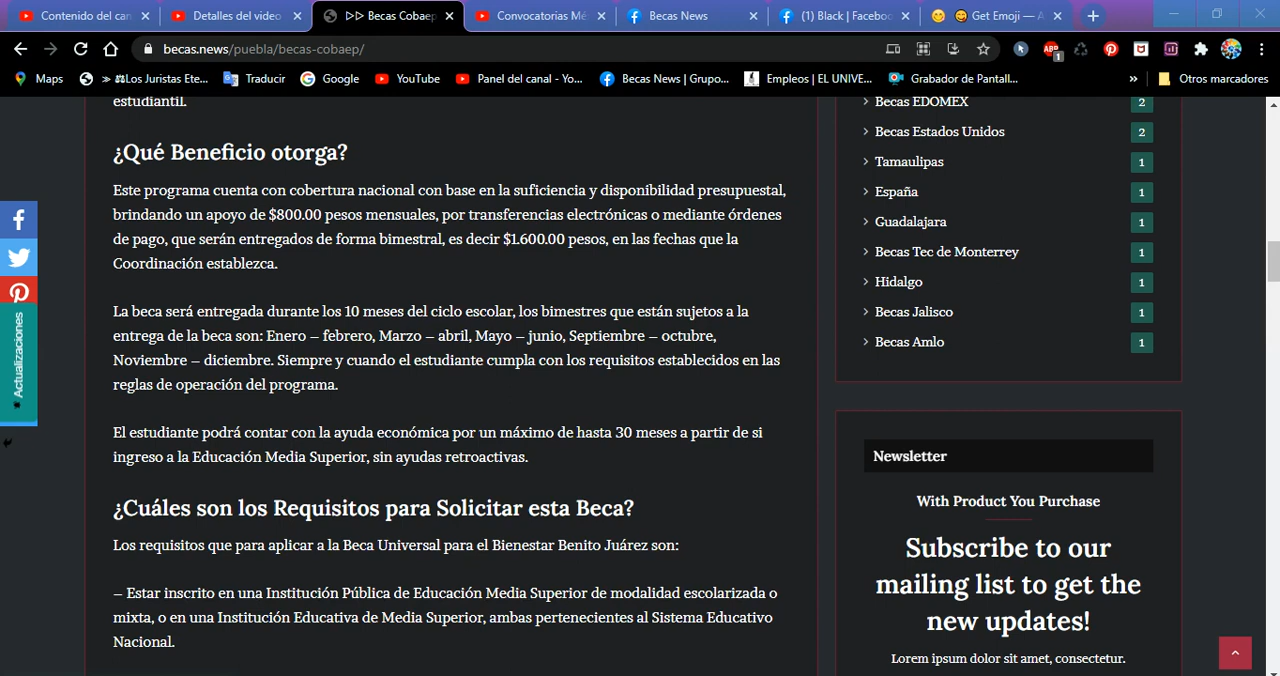 Contenido del can
Detalles del video
▷▷ Becas Cobaep
Convocatorias Mé
Becas News
(1) Black | Faceboo
Get Emoji — A
becas.news/puebla/becas-cobaep/
ABP
1
Maps
> ⚖Los Juristas Ete...
Traducir
Google
YouTube
Panel del canal - Yo...
Becas News | Grupo...
Empleos | EL UNIVE...
Grabador de Pantall...
»
Otros marcadores
estudiantil.
¿Qué Beneficio otorga?
Este programa cuenta con cobertura nacional con base en la suficiencia y disponibilidad presupuestal,
brindando un apoyo de $800.00 pesos mensuales, por transferencias electrónicas o mediante órdenes
de pago, que serán entregados de forma bimestral, es decir $1.600.00 pesos, en las fechas que la
Coordinación establezca.
La beca será entregada durante los 10 meses del ciclo escolar, los bimestres que están sujetos a la
entrega de la beca son: Enero – febrero, Marzo – abril, Mayo – junio, Septiembre – octubre,
Noviembre – diciembre. Siempre y cuando el estudiante cumpla con los requisitos establecidos en las
reglas de operación del programa.
El estudiante podrá contar con la ayuda económica por un máximo de hasta 30 meses a partir de si
ingreso a la Educación Media Superior, sin ayudas retroactivas.
¿Cuáles son los Requisitos para Solicitar esta Beca?
Los requisitos que para aplicar a la Beca Universal para el Bienestar Benito Juárez son:
– Estar inscrito en una Institución Pública de Educación Media Superior de modalidad escolarizada o
mixta, o en una Institución Educativa de Media Superior, ambas pertenecientes al Sistema Educativo
Nacional.
Actualizaciones
Becas EDOMEX 2
Becas Estados Unidos 2
Tamaulipas 1
España 1
Guadalajara 1
Becas Tec de Monterrey 1
Hidalgo 1
Becas Jalisco 1
Becas Amlo 1
Newsletter
With Product You Purchase
Subscribe to our
mailing list to get the
new updates!
Lorem ipsum dolor sit amet, consectetur.